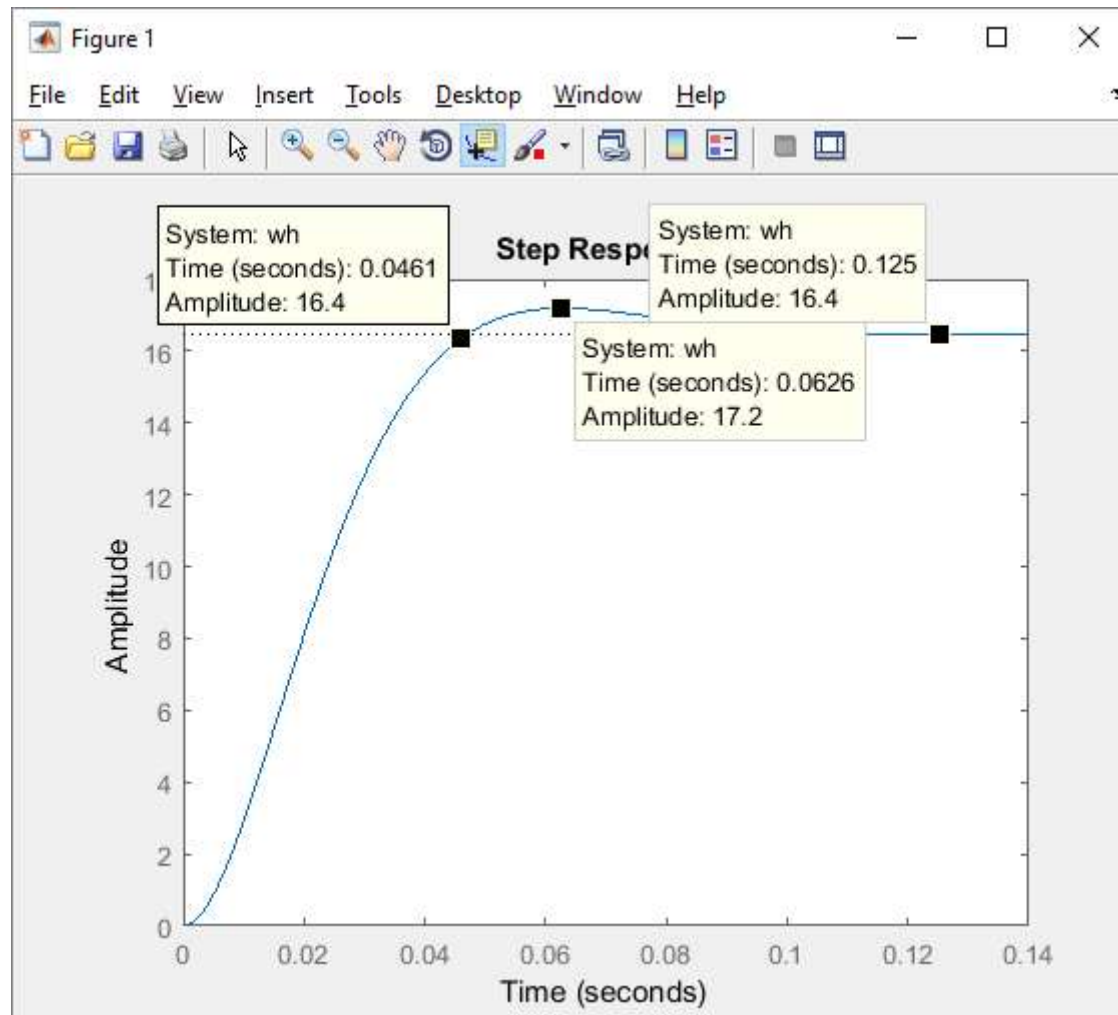 Figure 1
File Edit View Insert Tools Desktop Window Help
System: wh
Time (seconds): 0.0461
Amplitude: 16.4
Step Respo
System: wh
Time (seconds): 0.125
Amplitude: 16.4
System: wh
Time (seconds): 0.0626
Amplitude: 17.2
16
14
12
10
8
6
4
2
0
Amplitude
0 0.02 0.04 0.06 0.08 0.1 0.12 0.14
Time (seconds)